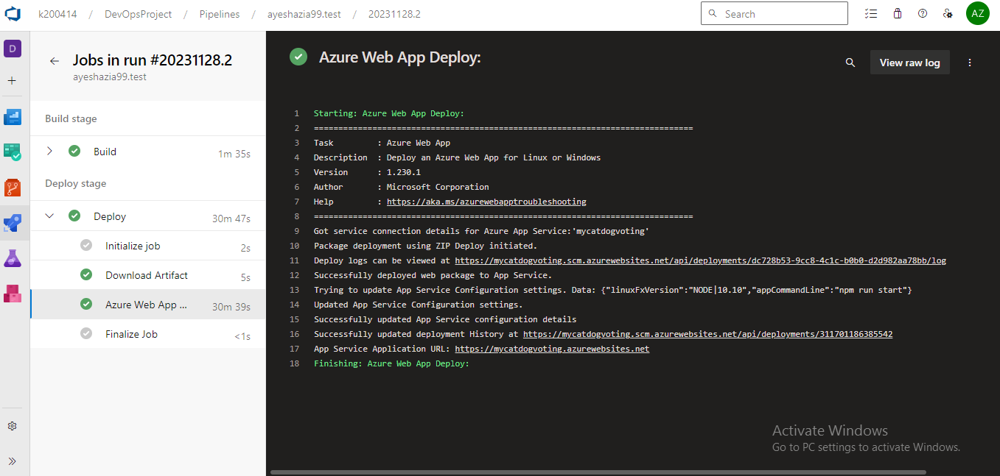 k200414 / DevOpsProject / Pipelines / ayeshazia99.test / 20231128.2
Search
AZ
D
Jobs in run #20231128.2
ayeshazia99.test
Build stage
Build 1m 35s
Deploy stage
Deploy 30m 47s
Initialize job 2s
Download Artifact 5s
Azure Web App ... 30m 39s
Finalize Job <1s
Azure Web App Deploy:
View raw log
1 Starting: Azure Web App Deploy:
2 ==============================================================================
3 Task : Azure Web App
4 Description : Deploy an Azure Web App for Linux or Windows
5 Version : 1.230.1
6 Author : Microsoft Corporation
7 Help : https://aka.ms/azurewebapptroubleshooting
8 ==============================================================================
9 Got service connection details for Azure App Service:'mycatdogvoting'
10 Package deployment using ZIP Deploy initiated.
11 Deploy logs can be viewed at https://mycatdogvoting.scm.azurewebsites.net/api/deployments/dc728b53-9cc8-4c1c-b0b0-d2d982aa78bb/log
12 Successfully deployed web package to App Service.
13 Trying to update App Service Configuration settings. Data: {"linuxFxVersion":"NODE|10.10","appCommandLine":"npm run start"}
14 Updated App Service Configuration settings.
15 Successfully updated App Service configuration details
16 Successfully updated deployment History at https://mycatdogvoting.scm.azurewebsites.net/api/deployments/311701186385542
17 App Service Application URL: https://mycatdogvoting.azurewebsites.net
18 Finishing: Azure Web App Deploy:
Activate Windows
Go to PC settings to activate Windows.